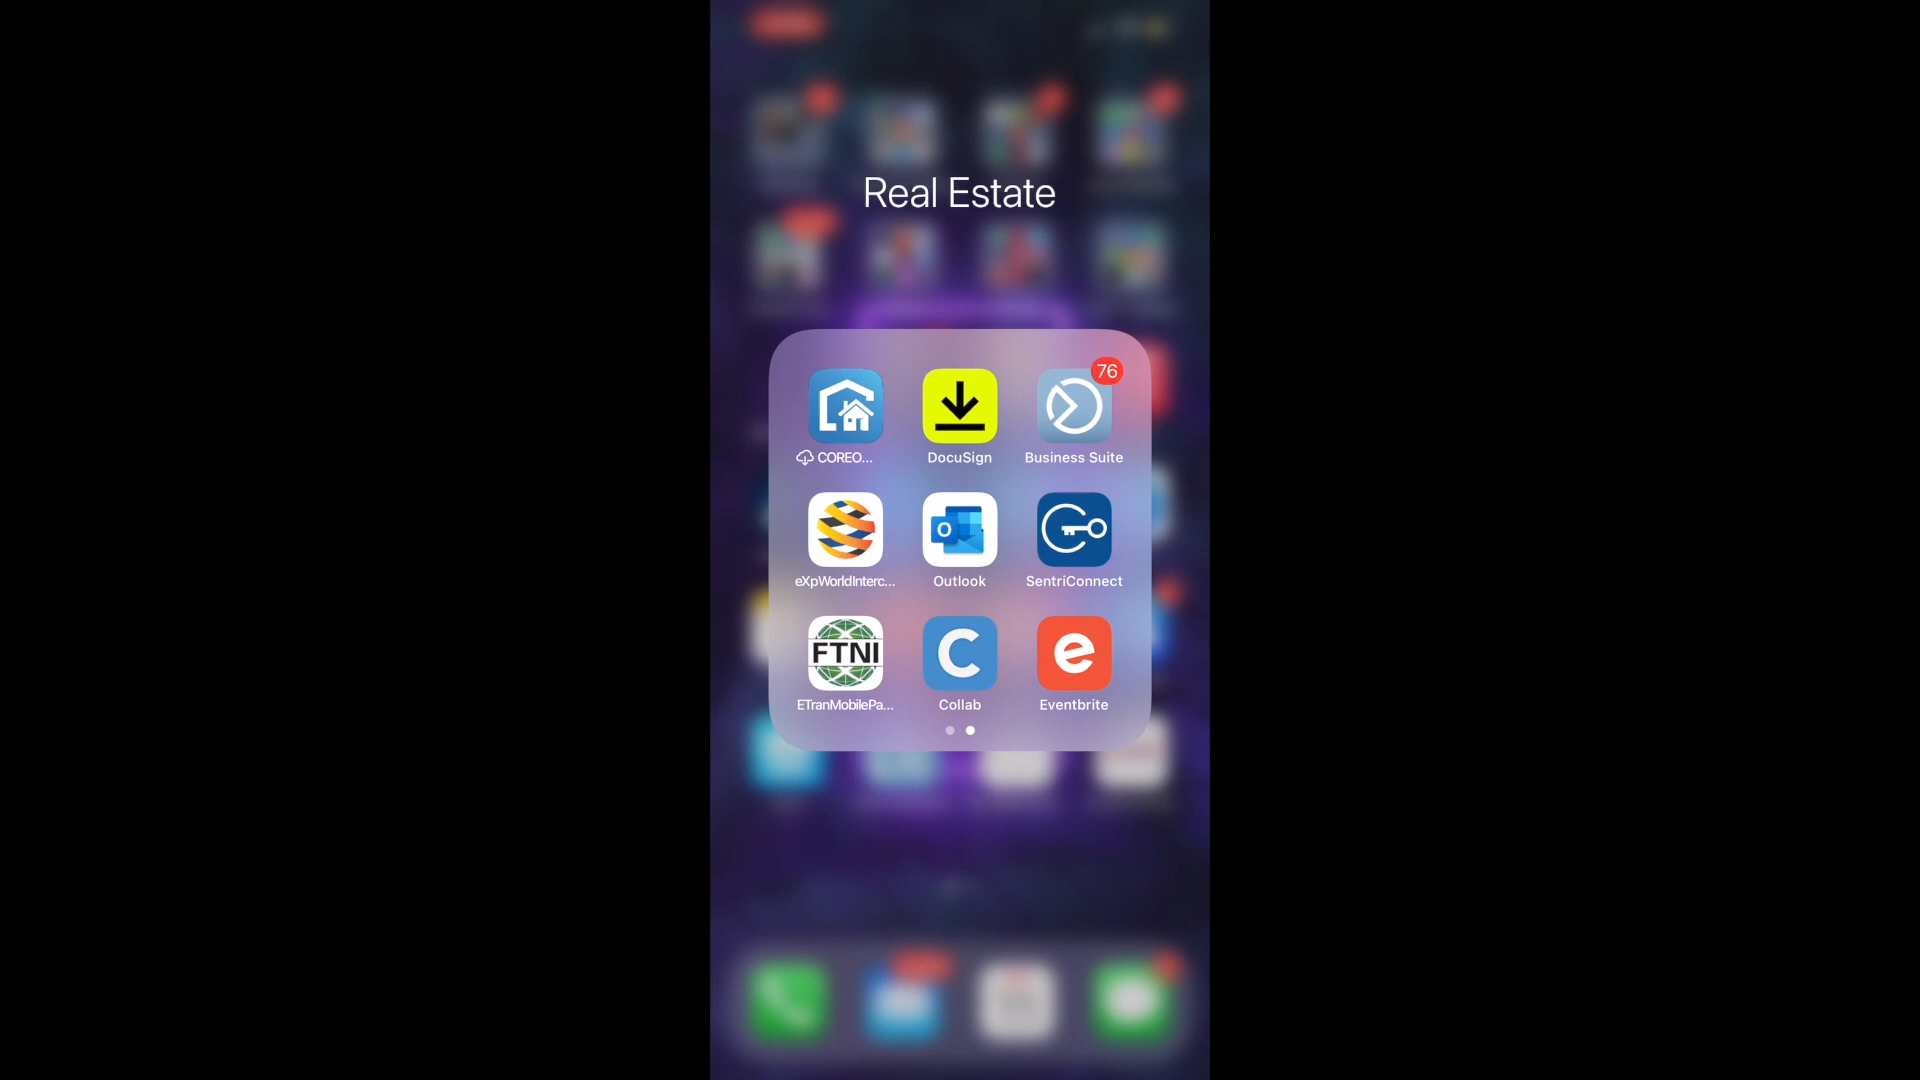 Real Estate
76
COREO...
DocuSign
Business Suite
O
eXpWorldInterc...
Outlook
SentriConnect
FTNI
C
e
ETranMobilePa...
Collab
Eventbrite